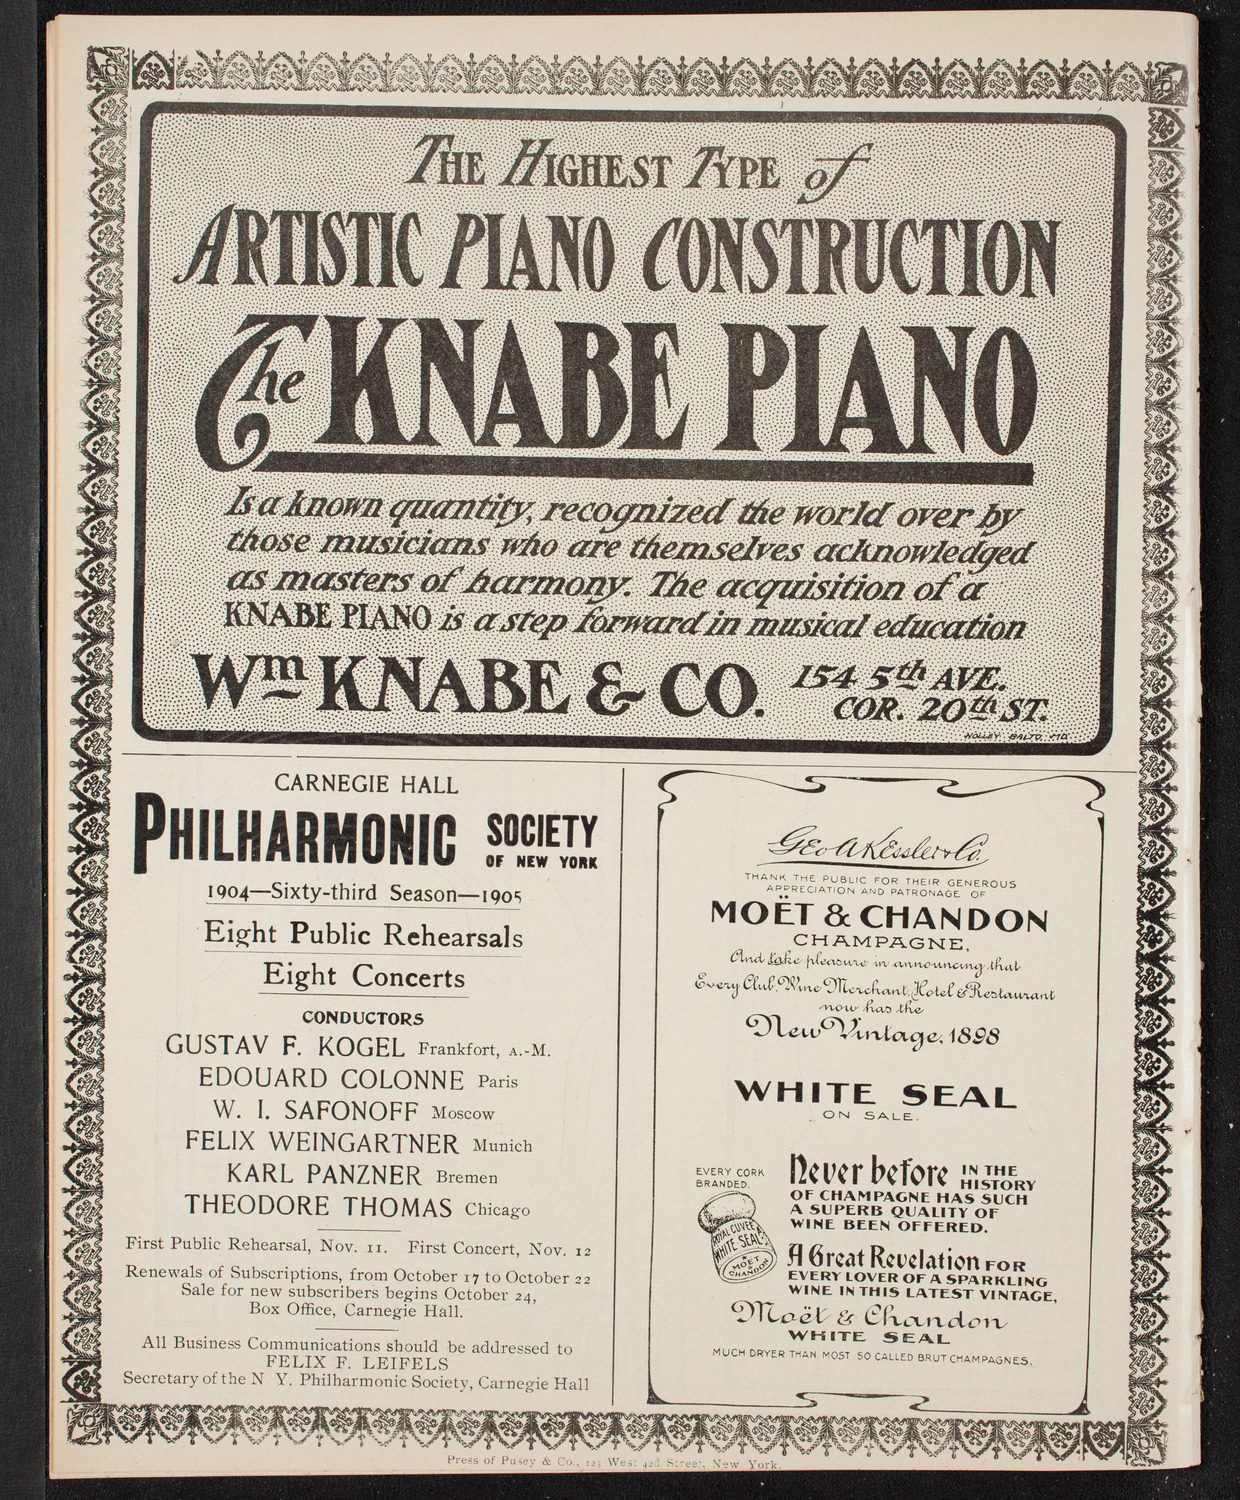 THE HIGHEST TYPE of
ARTISTIC PIANO CONSTRUCTION
The KNABE PIANO
Is a known quantity, recognized the world over by
those musicians who are themselves acknowledged
as masters of harmony. The acquisition of a
KNABE PIANO is a step forward in musical education
Wm KNABE & CO. 154 5th AVE.
COR. 20th ST.
HOLLEY BALTO. MD.
CARNEGIE HALL
PHILHARMONIC SOCIETY
OF NEW YORK
1904—Sixty-third Season—1905
Eight Public Rehearsals
Eight Concerts
CONDUCTORS
GUSTAV F. KOGEL Frankfort, A.-M.
EDOUARD COLONNE Paris
W. I. SAFONOFF Moscow
FELIX WEINGARTNER Munich
KARL PANZNER Bremen
THEODORE THOMAS Chicago
First Public Rehearsal, Nov. 11. First Concert, Nov. 12
Renewals of Subscriptions, from October 17 to October 22
Sale for new subscribers begins October 24,
Box Office, Carnegie Hall.
All Business Communications should be addressed to
FELIX F. LEIFELS
Secretary of the N Y. Philharmonic Society, Carnegie Hall
Geo A Kessler & Co.
THANK THE PUBLIC FOR THEIR GENEROUS
APPRECIATION AND PATRONAGE OF
MOËT & CHANDON
CHAMPAGNE,
And take pleasure in announcing that
Every Club, Wine Merchant, Hotel & Restaurant
now has the
New Vintage, 1898
WHITE SEAL
ON SALE.
EVERY CORK
BRANDED.
ROYAL CUVEE
WHITE SEAL
MOET
CHANDON
Never before IN THE
HISTORY
OF CHAMPAGNE HAS SUCH
A SUPERB QUALITY OF
WINE BEEN OFFERED.
A Great Revelation FOR
EVERY LOVER OF A SPARKLING
WINE IN THIS LATEST VINTAGE,
Moët & Chandon
WHITE SEAL
MUCH DRYER THAN MOST SO CALLED BRUT CHAMPAGNES.
Press of Pusey & Co., 123 West 42d Street, New York.